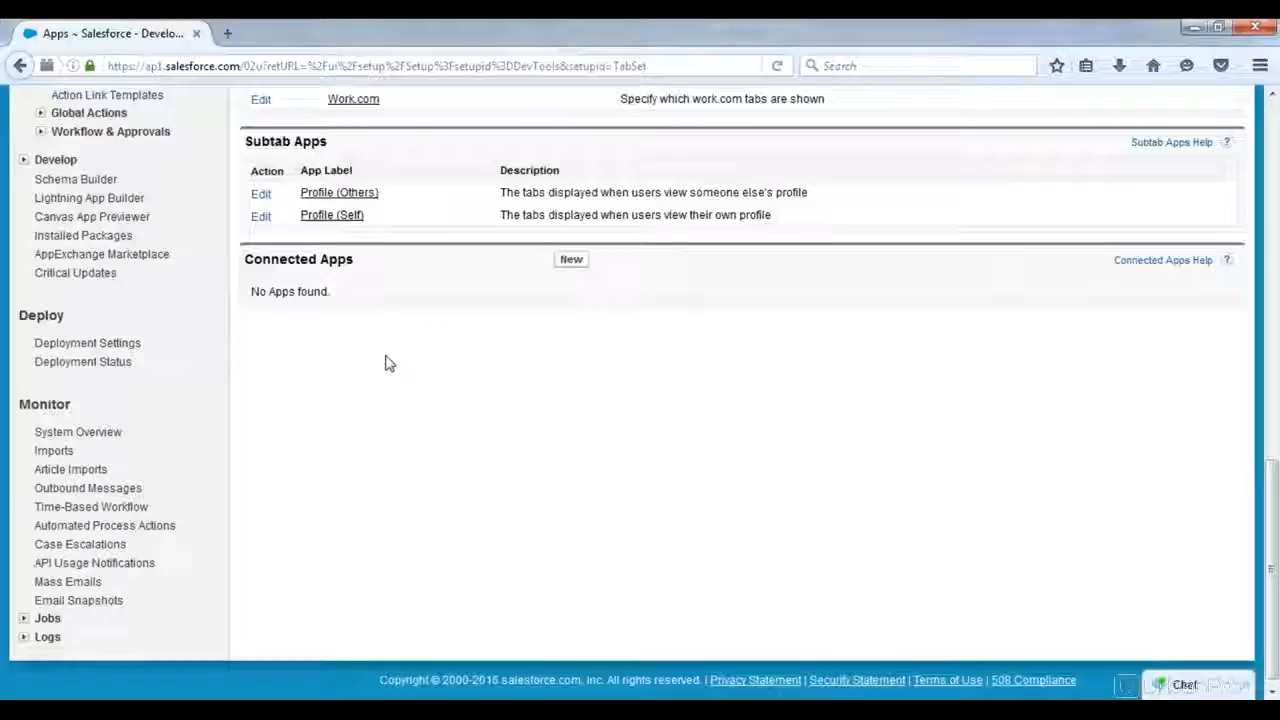 Apps ~ Salesforce - Develo...
https://ap1.salesforce.com/02u?retURL=%2Fui%2Fsetup%2FSetup%3Fsetupid%3DDevTools&setupid=TabSet
Search
Action Link Templates
Global Actions
Workflow & Approvals
Develop
Schema Builder
Lightning App Builder
Canvas App Previewer
Installed Packages
AppExchange Marketplace
Critical Updates
Deploy
Deployment Settings
Deployment Status
Monitor
System Overview
Imports
Article Imports
Outbound Messages
Time-Based Workflow
Automated Process Actions
Case Escalations
API Usage Notifications
Mass Emails
Email Snapshots
Jobs
Logs
Edit Work.com Specify which work.com tabs are shown
Subtab Apps Subtab Apps Help ?
Action App Label Description
Edit Profile (Others) The tabs displayed when users view someone else's profile
Edit Profile (Self) The tabs displayed when users view their own profile
Connected Apps New Connected Apps Help ?
No Apps found.
Copyright © 2000-2016 salesforce.com, inc. All rights reserved. | Privacy Statement | Security Statement | Terms of Use | 508 Compliance
Chat